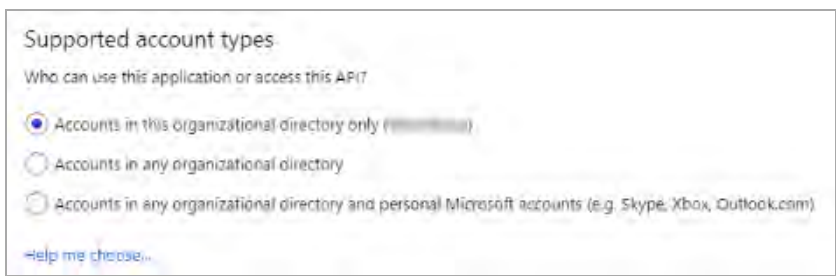 Supported account types
Who can use this application or access this API?
Accounts in this organizational directory only ( )
Accounts in any organizational directory
Accounts in any organizational directory and personal Microsoft accounts (e.g. Skype, Xbox, Outlook.com)
Help me choose...